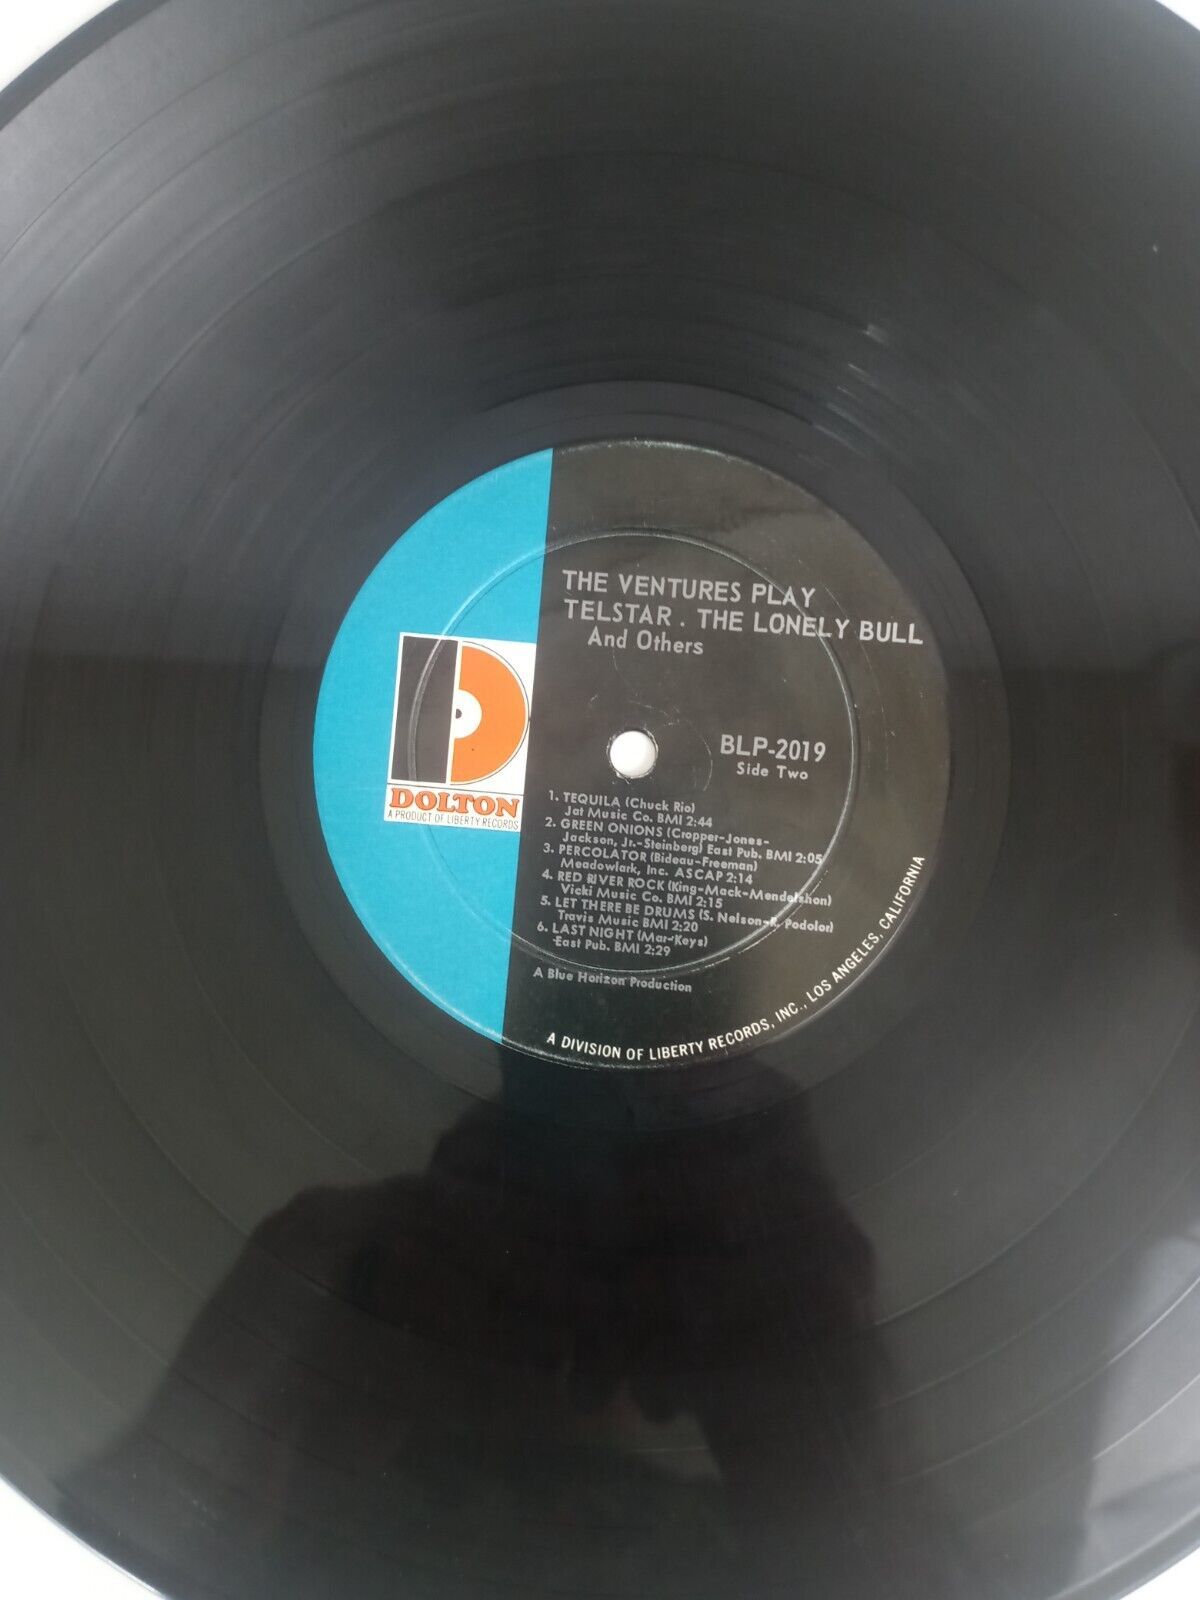 THE VENTURES PLAY
TELSTAR . THE LONELY BULL
And Others
BLP-2019
Side Two
DOLTON
A PRODUCT OF LIBERTY RECORDS
1. TEQUILA (Chuck Rio)
Jat Music Co. BMI 2:44
2. GREEN ONIONS (Cropper-Jones-
Jackson, Jr.-Steinberg) East Pub. BMI 2:05
3. PERCOLATOR (Bideau-Freeman)
Meadowlark, Inc. ASCAP 2:14
4. RED RIVER ROCK (King-Mack-Mendelshon)
Vicki Music Co. BMI 2:15
5. LET THERE BE DRUMS (S. Nelson-R. Podolor)
Travis Music BMI 2:20
6. LAST NIGHT (Mar-Keys)
East Pub. BMI 2:29
A Blue Horizon Production
A DIVISION OF LIBERTY RECORDS, INC., LOS ANGELES, CALIFORNIA